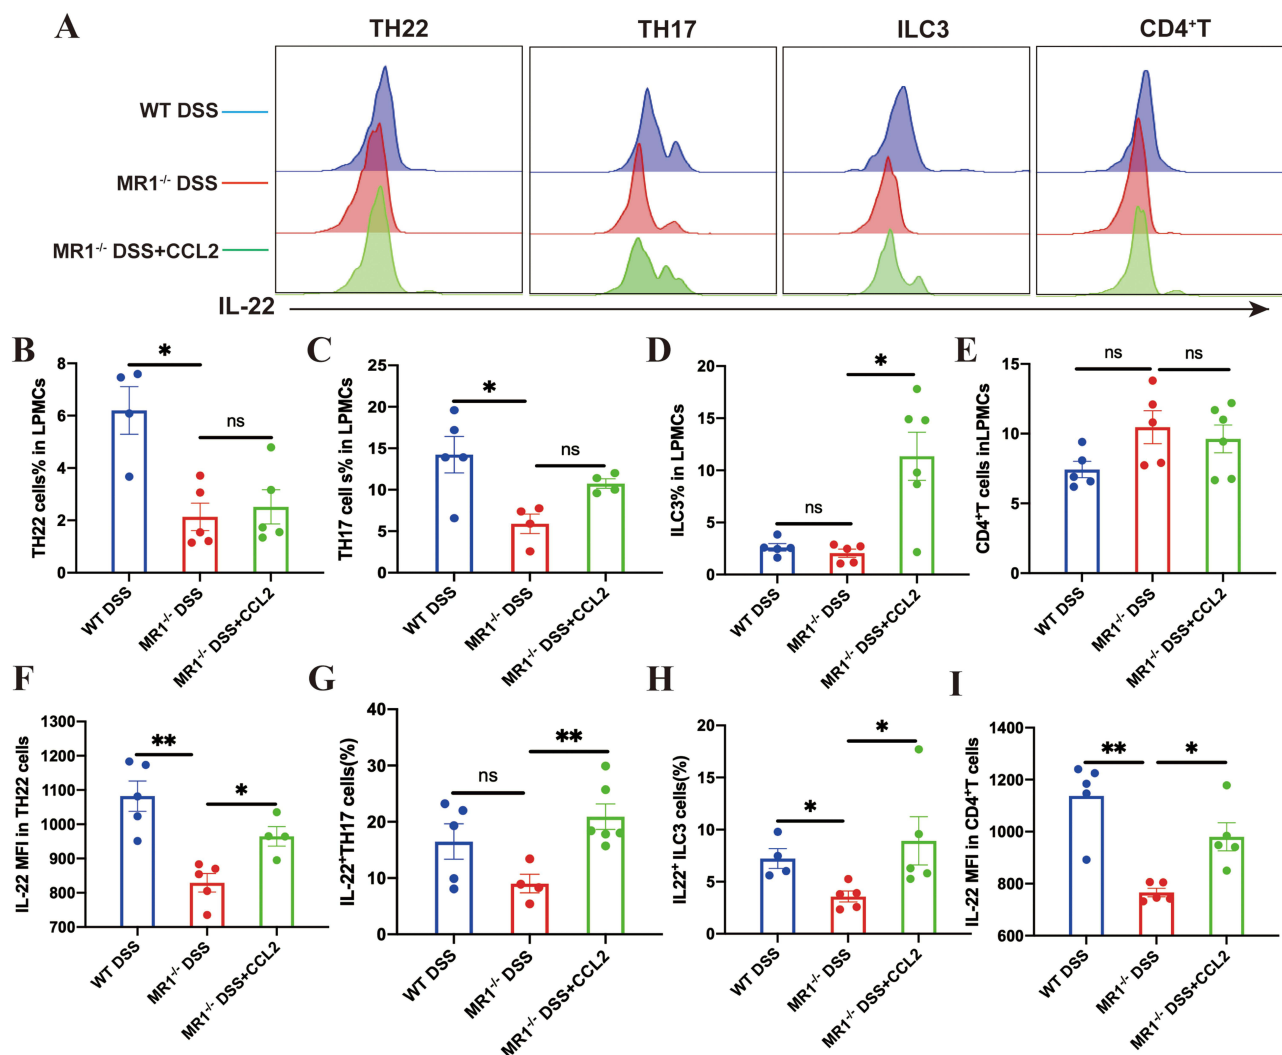 A
TH22 TH17 ILC3 CD4⁺T
WT DSS
MR1⁻/⁻ DSS
MR1⁻/⁻ DSS+CCL2
IL-22
B
TH22 cells% in LPMCs
8
6
4
2
0
*
ns
WT DSS
MR1⁻/⁻ DSS
MR1⁻/⁻ DSS+CCL2
C
TH17 cell s% in LPMCs
25
20
15
10
5
0
*
ns
WT DSS
MR1⁻/⁻ DSS
MR1⁻/⁻ DSS+CCL2
D
ILC3% in LPMCs
20
15
10
5
0
ns
*
WT DSS
MR1⁻/⁻ DSS
MR1⁻/⁻ DSS+CCL2
E
CD4⁺T cells inLPMCs
15
10
5
0
ns
ns
WT DSS
MR1⁻/⁻ DSS
MR1⁻/⁻ DSS+CCL2
F
IL-22 MFI in TH22 cells
1300
1200
1100
1000
900
800
700
**
*
WT DSS
MR1⁻/⁻ DSS
MR1⁻/⁻ DSS+CCL2
G
IL-22⁺TH17 cells(%)
40
30
20
10
0
ns
**
WT DSS
MR1⁻/⁻ DSS
MR1⁻/⁻ DSS+CCL2
H
IL22⁺ ILC3 cells(%)
20
15
10
5
0
*
*
WT DSS
MR1⁻/⁻ DSS
MR1⁻/⁻ DSS+CCL2
I
IL-22 MFI in CD4⁺T cells
1400
1200
1000
800
600
**
*
WT DSS
MR1⁻/⁻ DSS
MR1⁻/⁻ DSS+CCL2